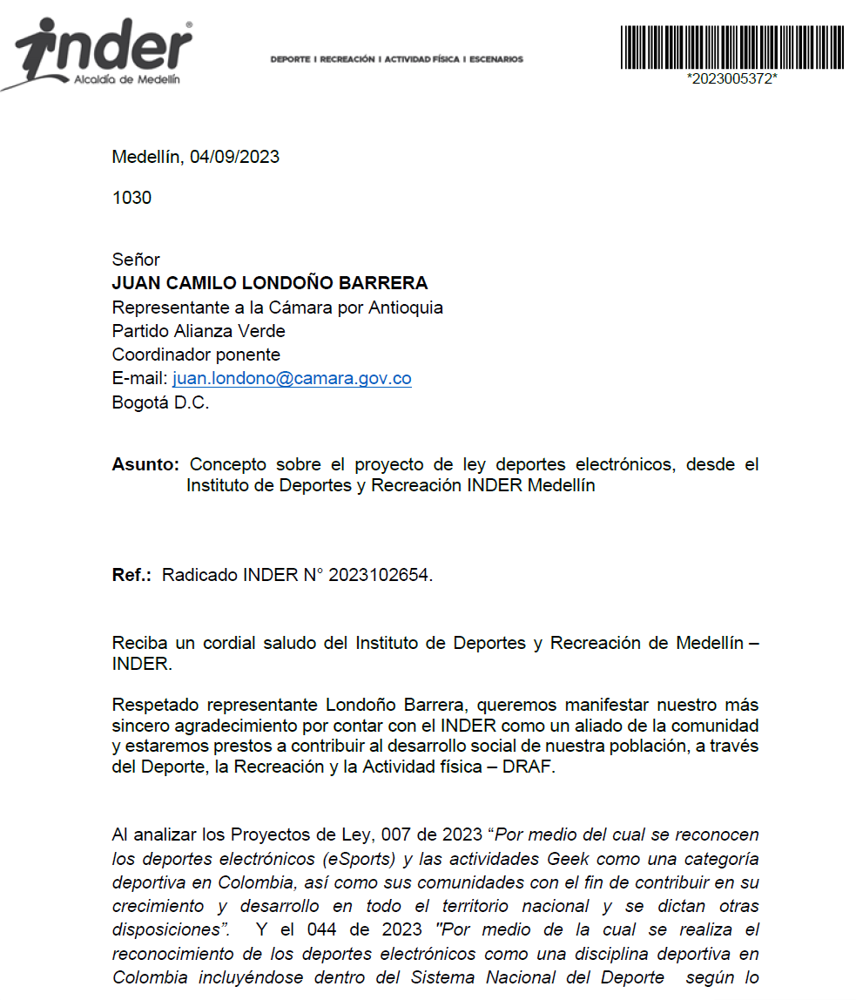 inder®
Alcaldía de Medellín
DEPORTE I RECREACIÓN I ACTIVIDAD FÍSICA I ESCENARIOS
*2023005372*
Medellín, 04/09/2023
1030
Señor
JUAN CAMILO LONDOÑO BARRERA
Representante a la Cámara por Antioquia
Partido Alianza Verde
Coordinador ponente
E-mail: juan.londono@camara.gov.co
Bogotá D.C.
Asunto: Concepto sobre el proyecto de ley deportes electrónicos, desde el
Instituto de Deportes y Recreación INDER Medellín
Ref.: Radicado INDER N° 2023102654.
Reciba un cordial saludo del Instituto de Deportes y Recreación de Medellín –
INDER.
Respetado representante Londoño Barrera, queremos manifestar nuestro más
sincero agradecimiento por contar con el INDER como un aliado de la comunidad
y estaremos prestos a contribuir al desarrollo social de nuestra población, a través
del Deporte, la Recreación y la Actividad física – DRAF.
Al analizar los Proyectos de Ley, 007 de 2023 “Por medio del cual se reconocen
los deportes electrónicos (eSports) y las actividades Geek como una categoría
deportiva en Colombia, así como sus comunidades con el fin de contribuir en su
crecimiento y desarrollo en todo el territorio nacional y se dictan otras
disposiciones”. Y el 044 de 2023 "Por medio de la cual se realiza el
reconocimiento de los deportes electrónicos como una disciplina deportiva en
Colombia incluyéndose dentro del Sistema Nacional del Deporte según lo